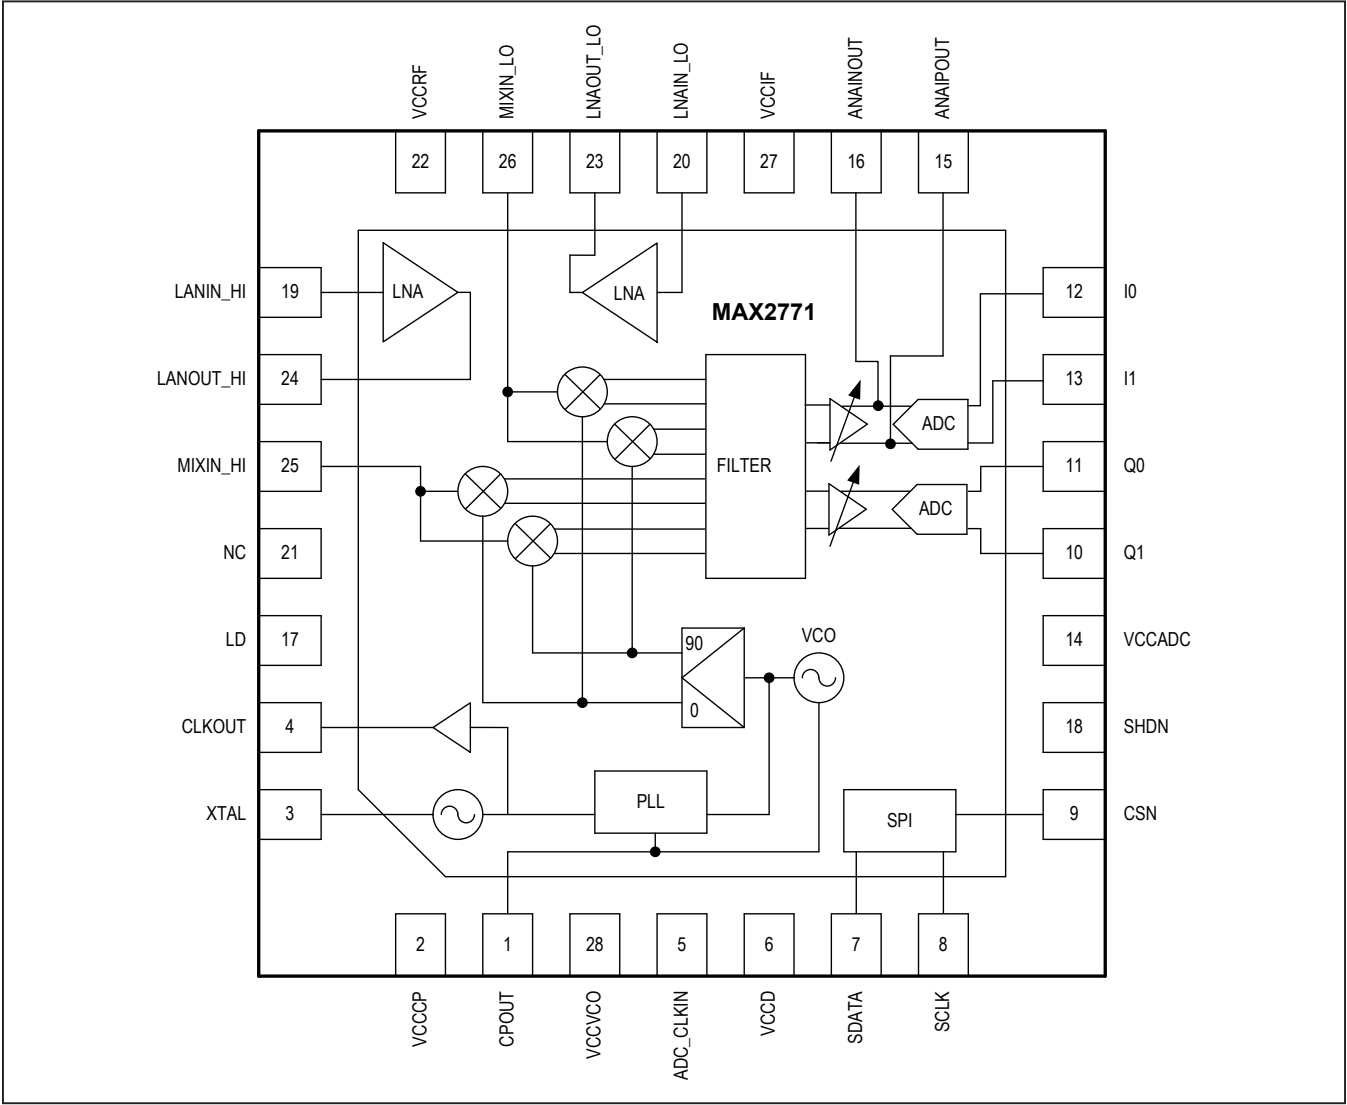 VCCRF
MIXIN_LO
LNAOUT_LO
LNAIN_LO
VCCIF
ANAINOUT
ANAIPOUT
22
26
23
20
27
16
15
LANIN_HI
19
LNA
LNA
MAX2771
12
I0
LANOUT_HI
24
13
I1
ADC
MIXIN_HI
25
FILTER
11
Q0
ADC
NC
21
10
Q1
LD
17
90
0
VCO
14
VCCADC
CLKOUT
4
18
SHDN
XTAL
3
PLL
SPI
9
CSN
2
1
28
5
6
7
8
VCCCP
CPOUT
VCCVCO
ADC_CLKIN
VCCD
SDATA
SCLK